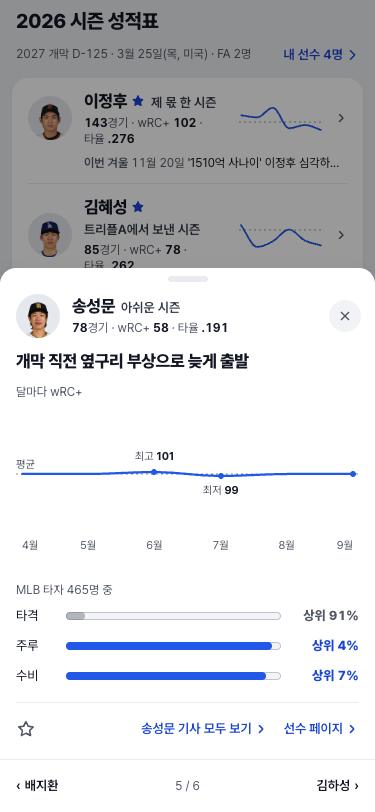 2026 시즌 성적표
2027 개막 D-125 · 3월 25일(목, 미국) · FA 2명
내 선수 4명 >
이정후 ★ 제 몫 한 시즌
143경기 · wRC+ 102 ·
타율 .276
이번 겨울 11월 20일 '1510억 사나이' 이정후 심각하...
김혜성 ★
트리플A에서 보낸 시즌
85경기 · wRC+ 78 ·
타율 .262
송성문 아쉬운 시즌
78경기 · wRC+ 58 · 타율 .191
개막 직전 옆구리 부상으로 늦게 출발
달마다 wRC+
최고 101
평균
최저 99
4월 5월 6월 7월 8월 9월
MLB 타자 465명 중
타격 상위 91%
주루 상위 4%
수비 상위 7%
송성문 기사 모두 보기 > 선수 페이지 >
‹ 배지환 5 / 6 김하성 ›